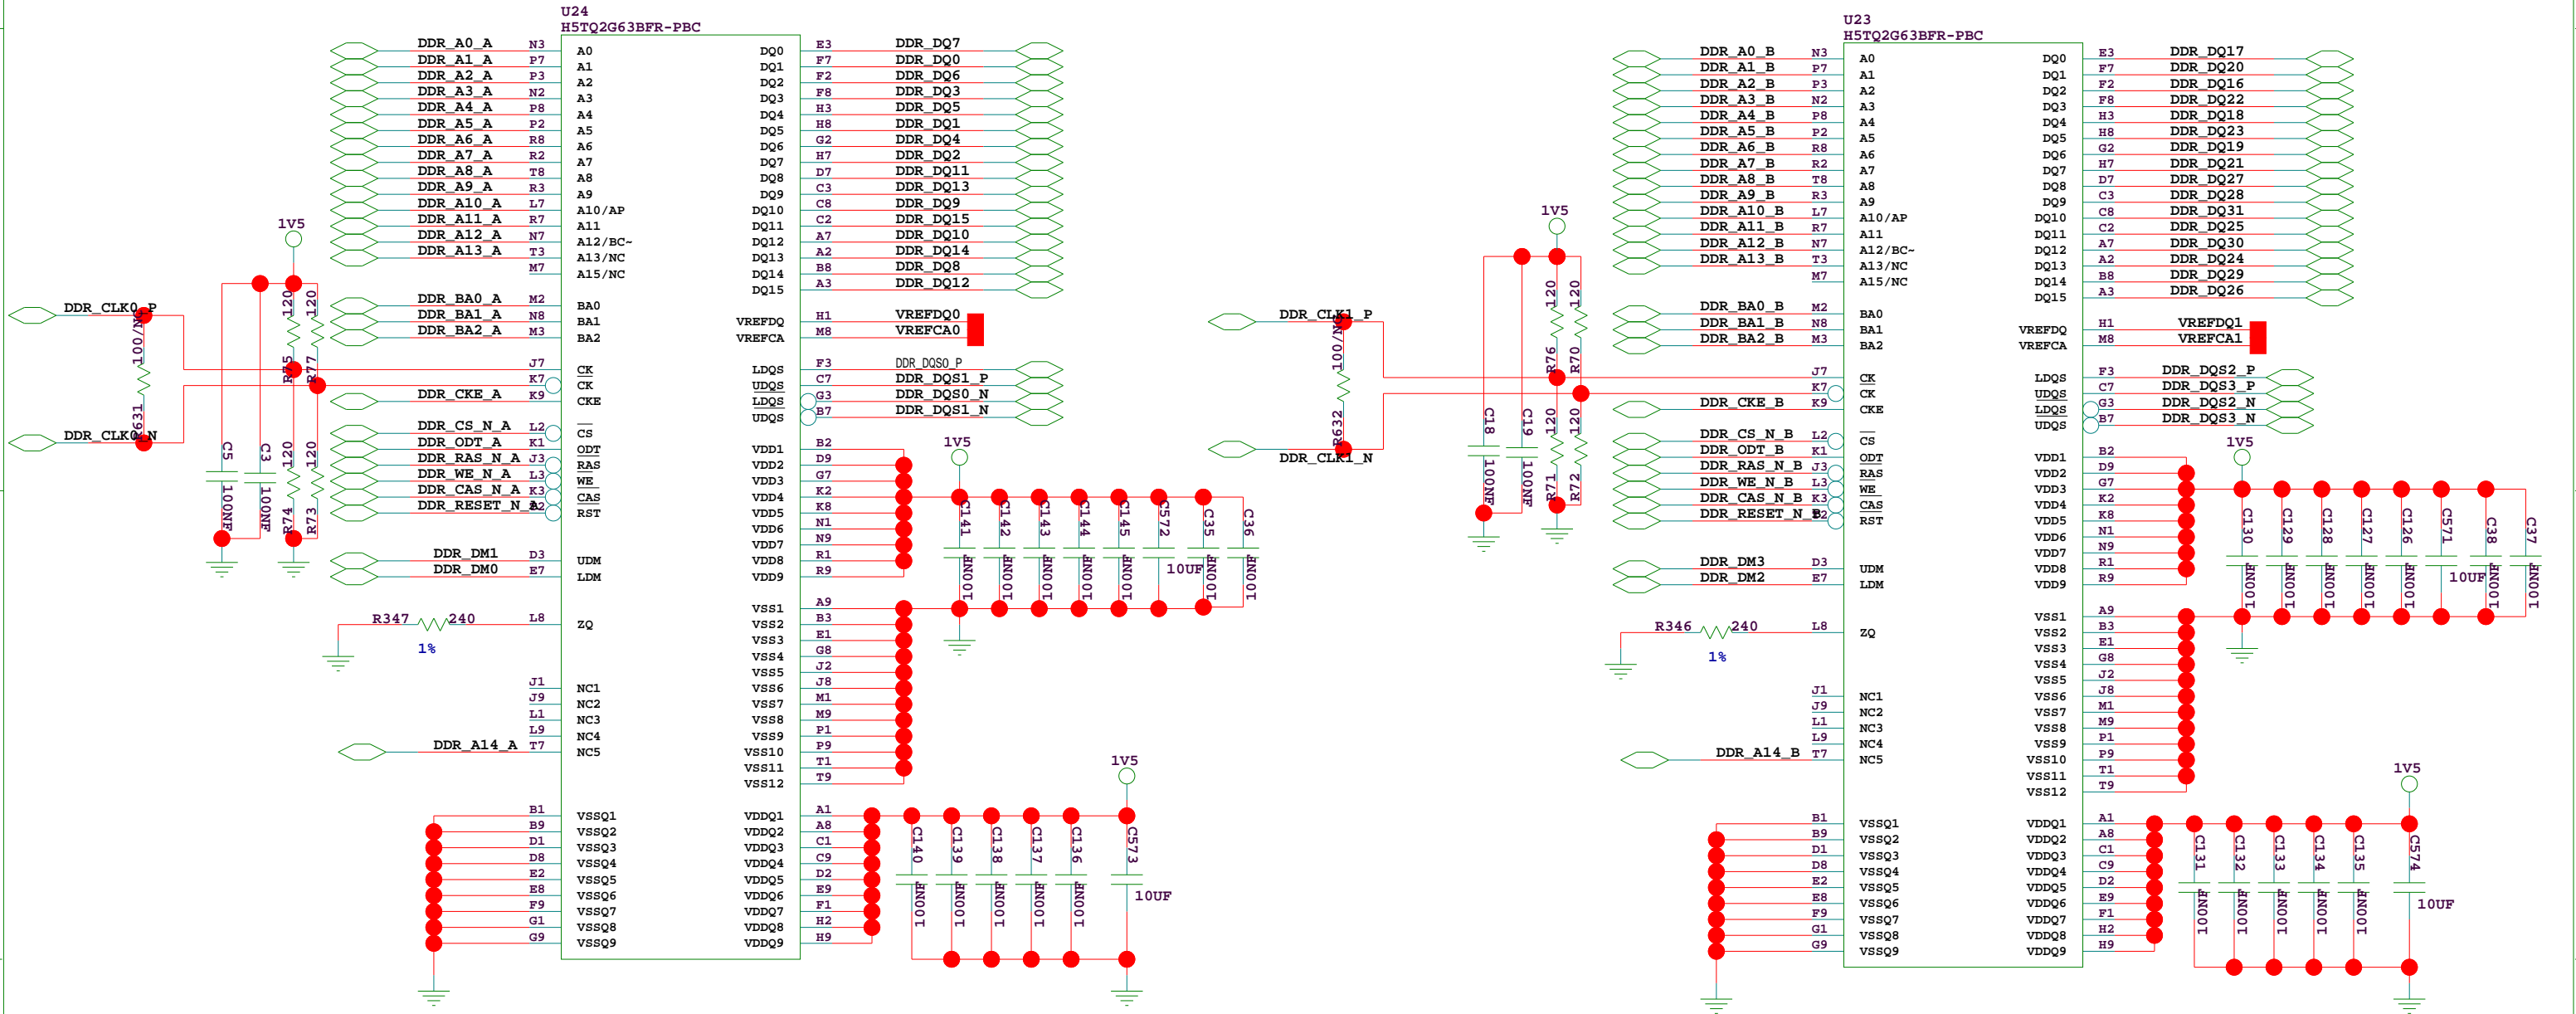 U24
H5TQ2G63BFR-PBC
DDR_A0_A N3 A0 DQ0 E3 DDR_DQ7
DDR_A1_A P7 A1 DQ1 F7 DDR_DQ0
DDR_A2_A P3 A2 DQ2 F2 DDR_DQ6
DDR_A3_A N2 A3 DQ3 F8 DDR_DQ3
DDR_A4_A P8 A4 DQ4 H3 DDR_DQ5
DDR_A5_A P2 A5 DQ5 H8 DDR_DQ1
DDR_A6_A R8 A6 DQ6 G2 DDR_DQ4
DDR_A7_A R2 A7 DQ7 H7 DDR_DQ2
DDR_A8_A T8 A8 DQ8 D7 DDR_DQ11
DDR_A9_A R3 A9 DQ9 C3 DDR_DQ13
DDR_A10_A L7 A10/AP DQ10 C8 DDR_DQ9
DDR_A11_A R7 A11 DQ11 C2 DDR_DQ15
DDR_A12_A N7 A12/BC~ DQ12 A7 DDR_DQ10
DDR_A13_A T3 A13/NC DQ13 A2 DDR_DQ14
M7 A15/NC DQ14 B8 DDR_DQ8
DQ15 A3 DDR_DQ12
DDR_BA0_A M2 BA0
DDR_BA1_A N8 BA1 VREFDQ H1 VREFDQ0
DDR_BA2_A M3 BA2 VREFCA M8 VREFCA0
J7 CK LDQS F3 DDR_DQS0_P
K7 CK UDQS C7 DDR_DQS1_P
DDR_CKE_A K9 CKE LDQS G3 DDR_DQS0_N
UDQS B7 DDR_DQS1_N
DDR_CS_N_A L2 CS
DDR_ODT_A K1 ODT VDD1 B2
DDR_RAS_N_A J3 RAS VDD2 D9
DDR_WE_N_A L3 WE VDD3 G7
DDR_CAS_N_A K3 CAS VDD4 K2
DDR_RESET_N_A RST VDD5 K8
VDD6 N1
VDD7 N9
DDR_DM1 D3 UDM VDD8 R1
DDR_DM0 E7 LDM VDD9 R9
VSS1 A9
R347 240 L8 ZQ VSS2 B3
1% VSS3 E1
VSS4 G8
VSS5 J2
J1 NC1 VSS6 J8
J9 NC2 VSS7 M1
L1 NC3 VSS8 M9
L9 NC4 VSS9 P1
DDR_A14_A T7 NC5 VSS10 P9
VSS11 T1
VSS12 T9
B1 VSSQ1 VDDQ1 A1
B9 VSSQ2 VDDQ2 A8
D1 VSSQ3 VDDQ3 C1
D8 VSSQ4 VDDQ4 C9
E2 VSSQ5 VDDQ5 D2
E8 VSSQ6 VDDQ6 E9
F9 VSSQ7 VDDQ7 F1
G1 VSSQ8 VDDQ8 H2
G9 VSSQ9 VDDQ9 H9
1V5
DDR_CLK0_P
DDR_CLK0_N
R631
120 120
R75 R77
120 120
R74 R73
C5 100NF
C3 100NF
1V5
C141 100NF
C142 100NF
C143 100NF
C144 100NF
C145 100NF
C572 10UF
C35 100NF
C36 100NF
1V5
C140 100NF
C139 100NF
C138 100NF
C137 100NF
C136 100NF
C573 10UF
U23
H5TQ2G63BFR-PBC
DDR_A0_B N3 A0 DQ0 E3 DDR_DQ17
DDR_A1_B P7 A1 DQ1 F7 DDR_DQ20
DDR_A2_B P3 A2 DQ2 F2 DDR_DQ16
DDR_A3_B N2 A3 DQ3 F8 DDR_DQ22
DDR_A4_B P8 A4 DQ4 H3 DDR_DQ18
DDR_A5_B P2 A5 DQ5 H8 DDR_DQ23
DDR_A6_B R8 A6 DQ6 G2 DDR_DQ19
DDR_A7_B R2 A7 DQ7 H7 DDR_DQ21
DDR_A8_B T8 A8 DQ8 D7 DDR_DQ27
DDR_A9_B R3 A9 DQ9 C3 DDR_DQ28
DDR_A10_B L7 A10/AP DQ10 C8 DDR_DQ31
DDR_A11_B R7 A11 DQ11 C2 DDR_DQ25
DDR_A12_B N7 A12/BC~ DQ12 A7 DDR_DQ30
DDR_A13_B T3 A13/NC DQ13 A2 DDR_DQ24
M7 A15/NC DQ14 B8 DDR_DQ29
DQ15 A3 DDR_DQ26
DDR_BA0_B M2 BA0
DDR_BA1_B N8 BA1 VREFDQ H1 VREFDQ1
DDR_BA2_B M3 BA2 VREFCA M8 VREFCA1
J7 CK LDQS F3 DDR_DQS2_P
K7 CK UDQS C7 DDR_DQS3_P
DDR_CKE_B K9 CKE LDQS G3 DDR_DQS2_N
UDQS B7 DDR_DQS3_N
DDR_CS_N_B L2 CS
DDR_ODT_B K1 ODT VDD1 B2
DDR_RAS_N_B J3 RAS VDD2 D9
DDR_WE_N_B L3 WE VDD3 G7
DDR_CAS_N_B K3 CAS VDD4 K2
DDR_RESET_N_B RST VDD5 K8
VDD6 N1
VDD7 N9
DDR_DM3 D3 UDM VDD8 R1
DDR_DM2 E7 LDM VDD9 R9
VSS1 A9
R346 240 L8 ZQ VSS2 B3
1% VSS3 E1
VSS4 G8
VSS5 J2
J1 NC1 VSS6 J8
J9 NC2 VSS7 M1
L1 NC3 VSS8 M9
L9 NC4 VSS9 P1
DDR_A14_B T7 NC5 VSS10 P9
VSS11 T1
VSS12 T9
B1 VSSQ1 VDDQ1 A1
B9 VSSQ2 VDDQ2 A8
D1 VSSQ3 VDDQ3 C1
D8 VSSQ4 VDDQ4 C9
E2 VSSQ5 VDDQ5 D2
E8 VSSQ6 VDDQ6 E9
F9 VSSQ7 VDDQ7 F1
G1 VSSQ8 VDDQ8 H2
G9 VSSQ9 VDDQ9 H9
1V5
DDR_CLK1_P
DDR_CLK1_N
R632
120 120
R76 R70
120 120
R71 R72
C18 100NF
C19 100NF
1V5
C130 100NF
C129 100NF
C128 100NF
C127 100NF
C126 100NF
C571 10UF
C38 100NF
C37 100NF
1V5
C131 100NF
C132 100NF
C133 100NF
C134 100NF
C135 100NF
C574 10UF